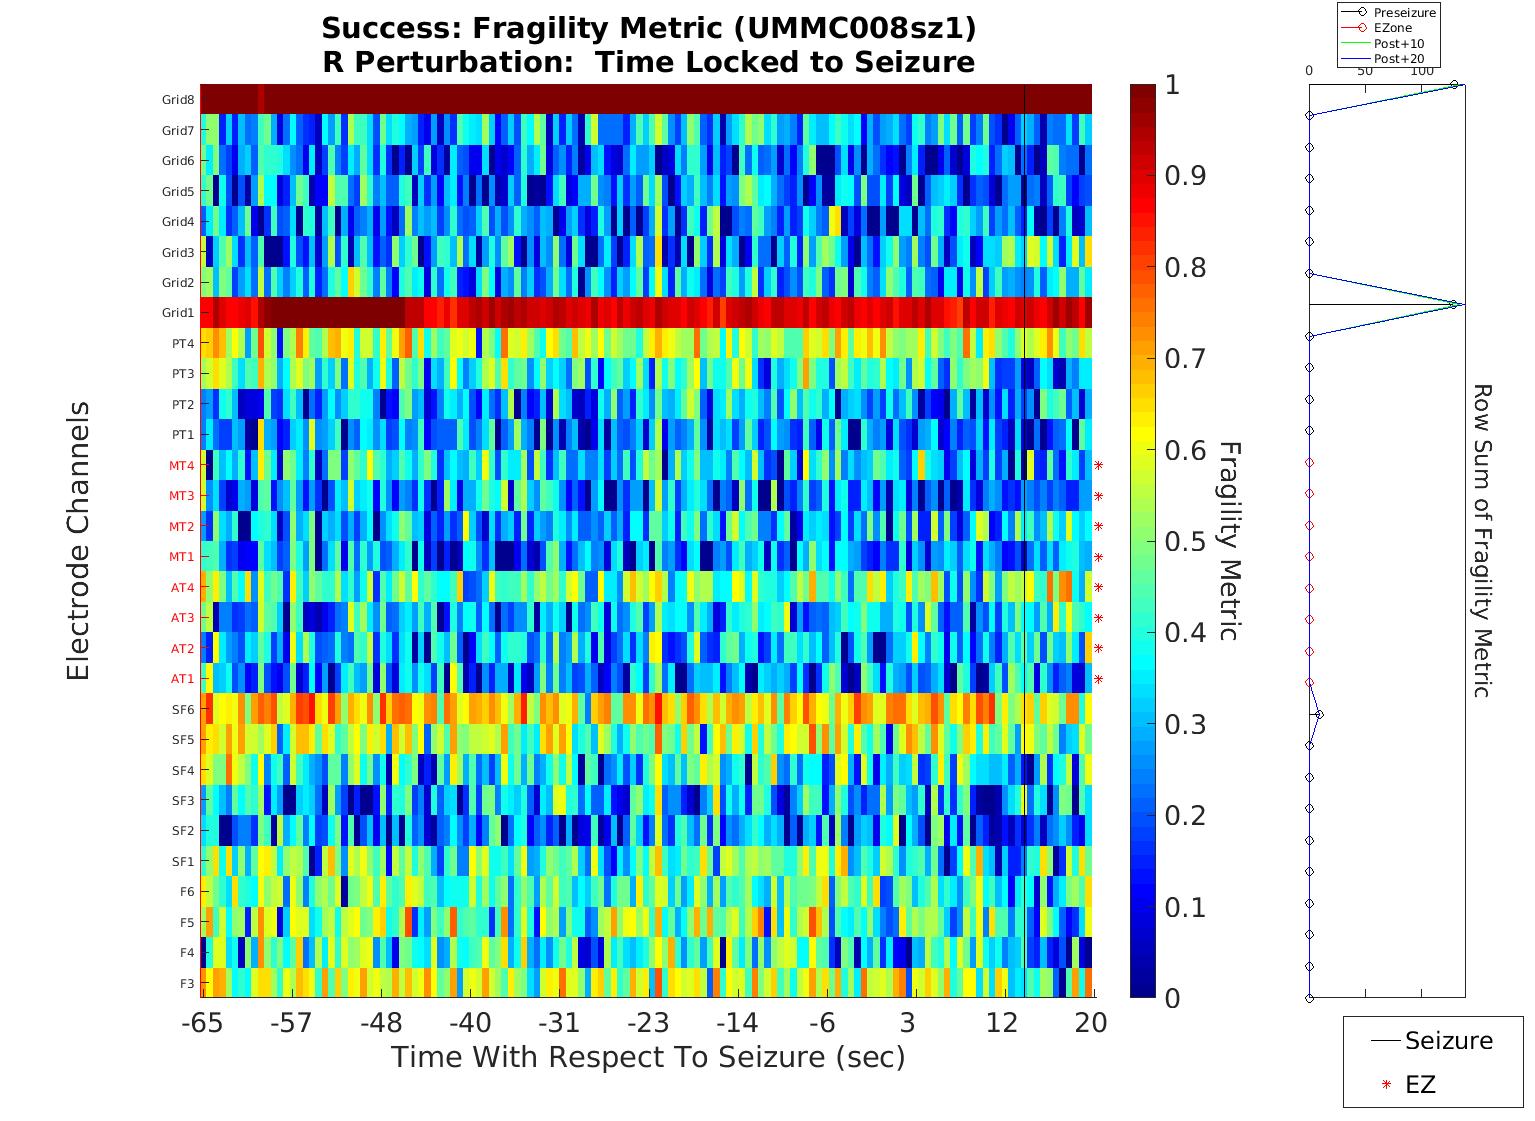 Success: Fragility Metric (UMMC008sz1)
R Perturbation:  Time Locked to Seizure
Preseizure
EZone
Post+10
Post+20
0 50 100
Grid8
Grid7
Grid6
Grid5
Grid4
Grid3
Grid2
Grid1
PT4
PT3
PT2
PT1
MT4
MT3
MT2
MT1
AT4
AT3
AT2
AT1
SF6
SF5
SF4
SF3
SF2
SF1
F6
F5
F4
F3
Electrode Channels
-65 -57 -48 -40 -31 -23 -14 -6 3 12 20
Time With Respect To Seizure (sec)
1
0.9
0.8
0.7
0.6
0.5
0.4
0.3
0.2
0.1
0
Fragility Metric
Row Sum of Fragility Metric
Seizure
EZ